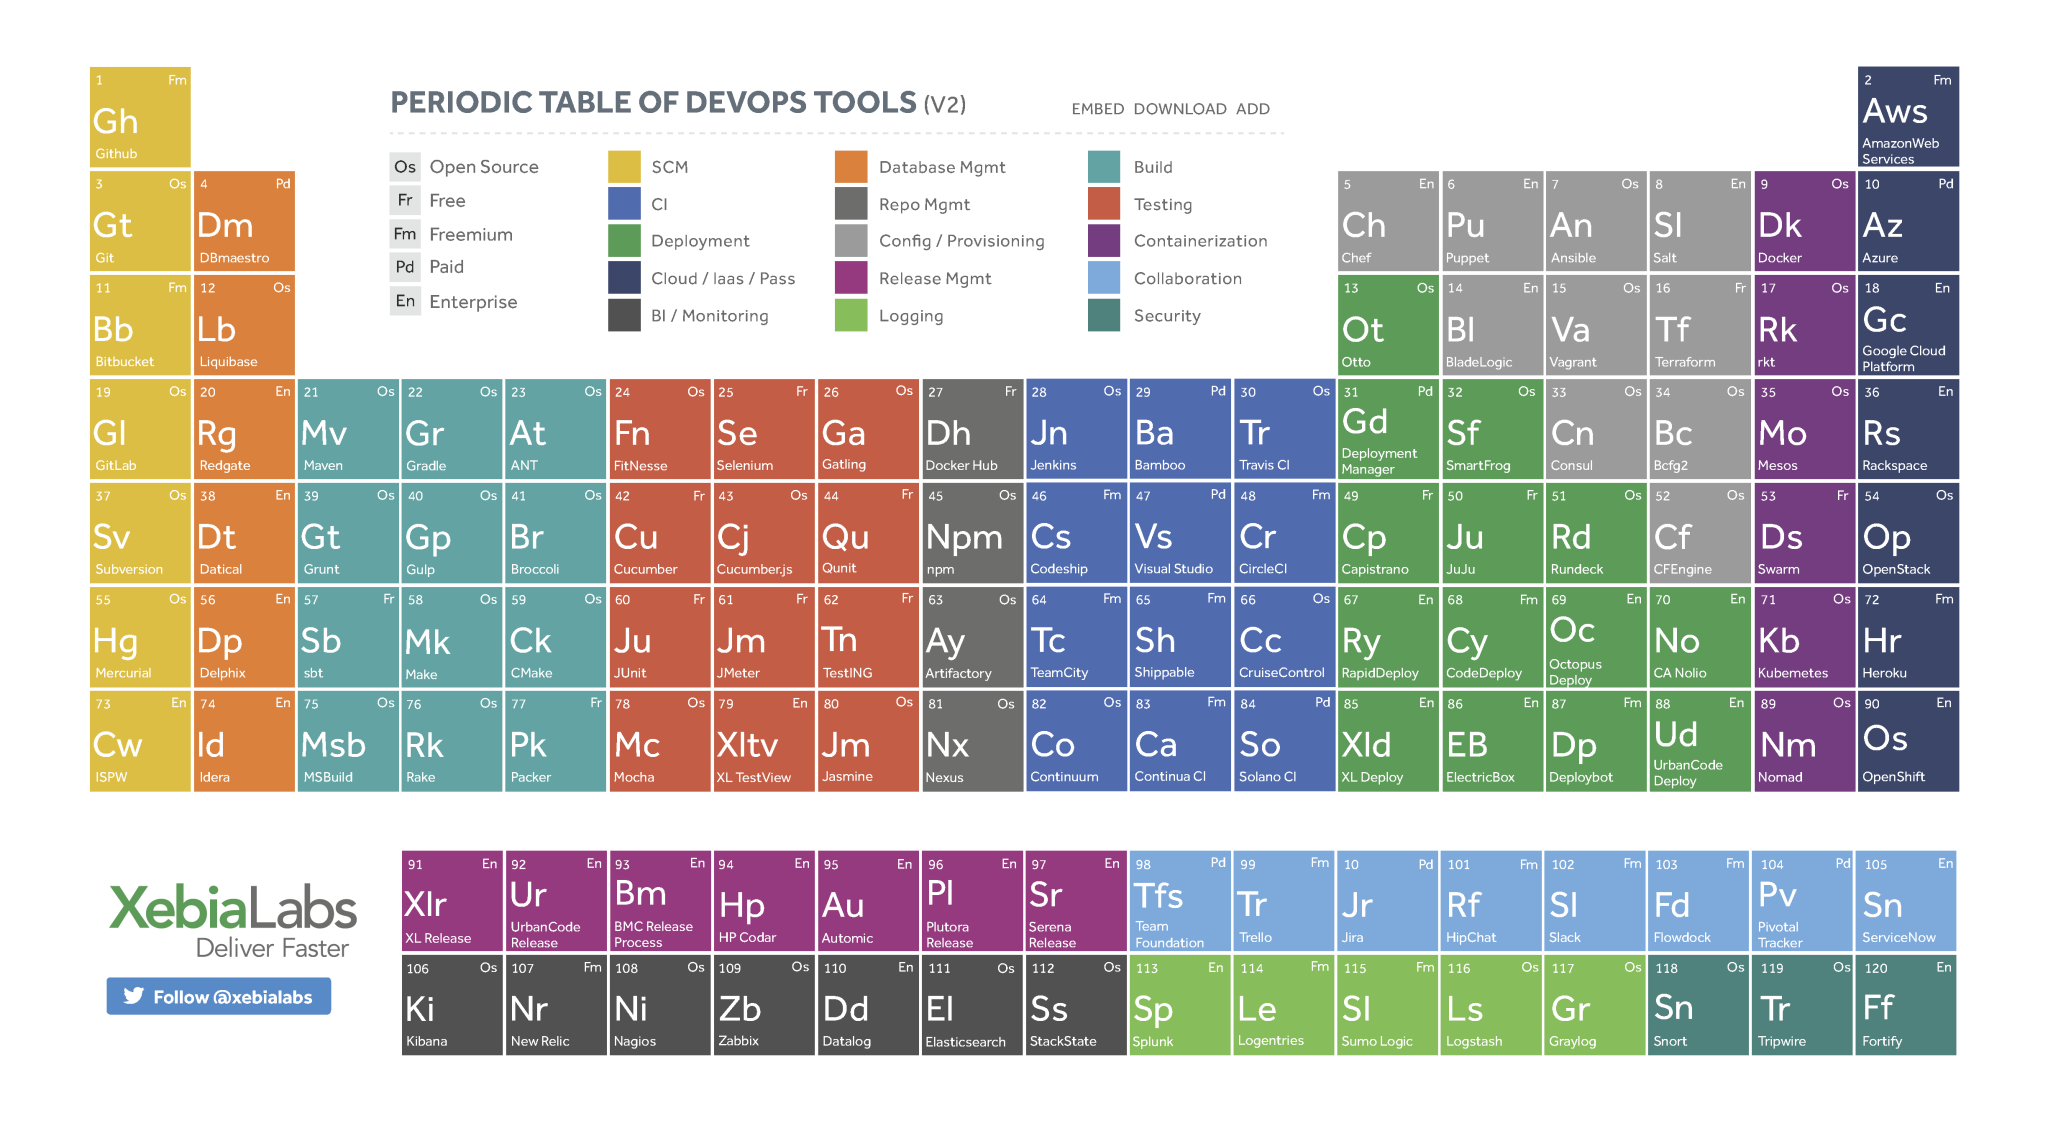 1 Fm
Gh
Github
2 Fm
Aws
AmazonWeb
Services
PERIODIC TABLE OF DEVOPS TOOLS (V2)
EMBED DOWNLOAD ADD
Os Open Source
Fr Free
Fm Freemium
Pd Paid
En Enterprise
SCM
CI
Deployment
Cloud / Iaas / Pass
BI / Monitoring
Database Mgmt
Repo Mgmt
Config / Provisioning
Release Mgmt
Logging
Build
Testing
Containerization
Collaboration
Security
3 Os
Gt
Git
4 Pd
Dm
DBmaestro
5 En
Ch
Chef
6 En
Pu
Puppet
7 Os
An
Ansible
8 En
Sl
Salt
9 Os
Dk
Docker
10 Pd
Az
Azure
11 Fm
Bb
Bitbucket
12 Os
Lb
Liquibase
13 Os
Ot
Otto
14 En
Bl
BladeLogic
15 Os
Va
Vagrant
16 Fr
Tf
Terraform
17 Os
Rk
rkt
18 En
Gc
Google Cloud
Platform
19 Os
Gl
GitLab
20 En
Rg
Redgate
21 Os
Mv
Maven
22 Os
Gr
Gradle
23 Os
At
ANT
24 Os
Fn
FitNesse
25 Fr
Se
Selenium
26 Os
Ga
Gatling
27 Fr
Dh
Docker Hub
28 Os
Jn
Jenkins
29 Pd
Ba
Bamboo
30 Os
Tr
Travis CI
31 Pd
Gd
Deployment
Manager
32 Os
Sf
SmartFrog
33 Os
Cn
Consul
34 Os
Bc
Bcfg2
35 Os
Mo
Mesos
36 En
Rs
Rackspace
37 Os
Sv
Subversion
38 En
Dt
Datical
39 Os
Gt
Grunt
40 Os
Gp
Gulp
41 Os
Br
Broccoli
42 Fr
Cu
Cucumber
43 Os
Cj
Cucumber.js
44 Fr
Qu
Qunit
45 Os
Npm
npm
46 Fm
Cs
Codeship
47 Pd
Vs
Visual Studio
48 Fm
Cr
CircleCI
49 Fr
Cp
Capistrano
50 Fr
Ju
JuJu
51 Os
Rd
Rundeck
52 Os
Cf
CFEngine
53 Fr
Ds
Swarm
54 Os
Op
OpenStack
55 Os
Hg
Mercurial
56 En
Dp
Delphix
57 Fr
Sb
sbt
58 Os
Mk
Make
59 Os
Ck
CMake
60 Fr
Ju
JUnit
61 Fr
Jm
JMeter
62 Fr
Tn
TestING
63 Os
Ay
Artifactory
64 Fm
Tc
TeamCity
65 Fm
Sh
Shippable
66 Os
Cc
CruiseControl
67 En
Ry
RapidDeploy
68 Fm
Cy
CodeDeploy
69 En
Oc
Octopus
Deploy
70 En
No
CA Nolio
71 Os
Kb
Kubemetes
72 Fm
Hr
Heroku
73 En
Cw
ISPW
74 En
Id
Idera
75 Os
Msb
MSBuild
76 Os
Rk
Rake
77 Fr
Pk
Packer
78 Os
Mc
Mocha
79 En
Xltv
XL TestView
80 Os
Jm
Jasmine
81 Os
Nx
Nexus
82 Os
Co
Continuum
83 Fm
Ca
Continua CI
84 Pd
So
Solano CI
85 En
Xld
XL Deploy
86 En
EB
ElectricBox
87 Fm
Dp
Deploybot
88 En
Ud
UrbanCode
Deploy
89 Os
Nm
Nomad
90 En
Os
OpenShift
XebiaLabs
Deliver Faster
Follow @xebialabs
91 En
Xlr
XL Release
92 En
Ur
UrbanCode
Release
93 En
Bm
BMC Release
Process
94 En
Hp
HP Codar
95 En
Au
Automic
96 En
Pl
Plutora
Release
97 En
Sr
Serena
Release
98 Pd
Tfs
Team
Foundation
99 Fm
Tr
Trello
10 Pd
Jr
Jira
101 Fm
Rf
HipChat
102 Fm
Sl
Slack
103 Fm
Fd
Flowdock
104 Pd
Pv
Pivotal
Tracker
105 En
Sn
ServiceNow
106 Os
Ki
Kibana
107 Fm
Nr
New Relic
108 Os
Ni
Nagios
109 Os
Zb
Zabbix
110 En
Dd
Datalog
111 Os
El
Elasticsearch
112 Os
Ss
StackState
113 En
Sp
Splunk
114 Fm
Le
Logentries
115 Fm
Sl
Sumo Logic
116 Os
Ls
Logstash
117 Os
Gr
Graylog
118 Os
Sn
Snort
119 Os
Tr
Tripwire
120 En
Ff
Fortify